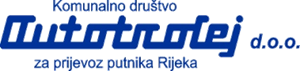 Komunalno društvo
Autotrolej d.o.o.
za prijevoz putnika Rijeka